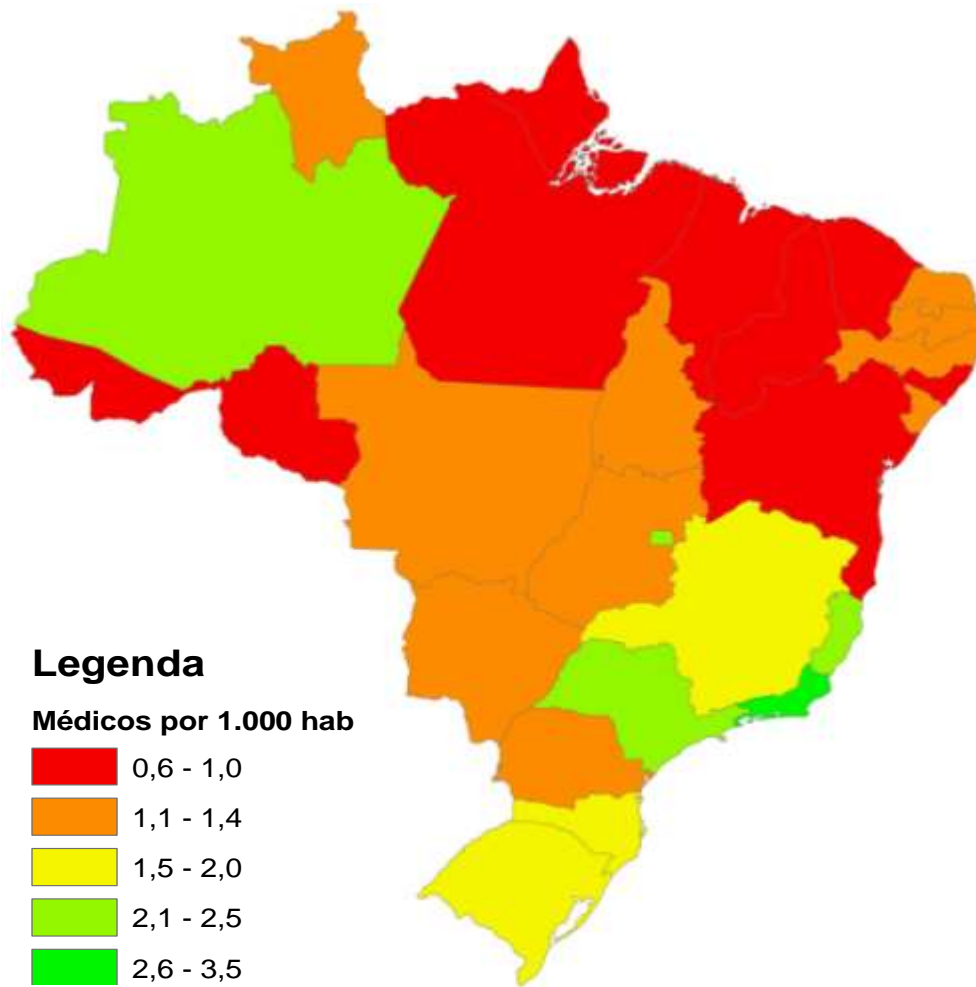 Legenda
Médicos por 1.000 hab
0,6 - 1,0
1,1 - 1,4
1,5 - 2,0
2,1 - 2,5
2,6 - 3,5